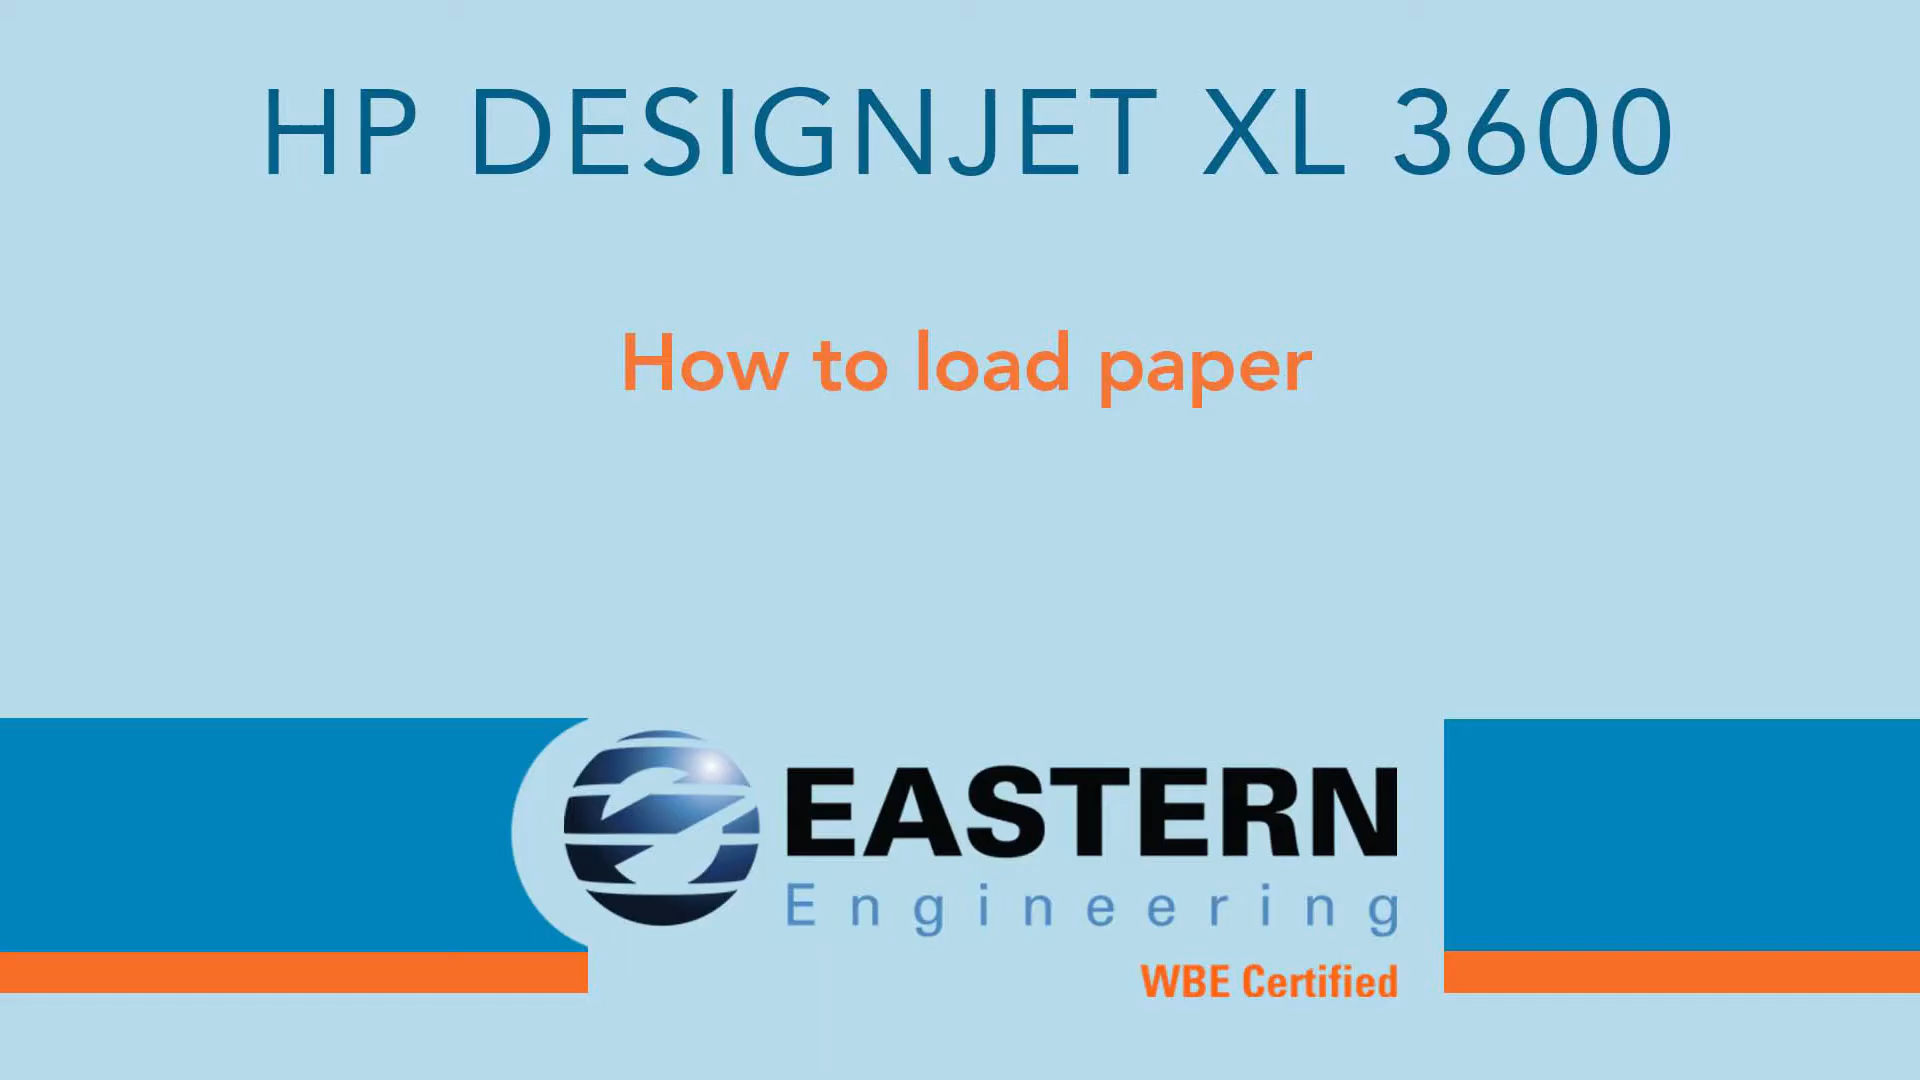 HP DESIGNJET XL 3600
How to load paper
EASTERN
Engineering
WBE Certified